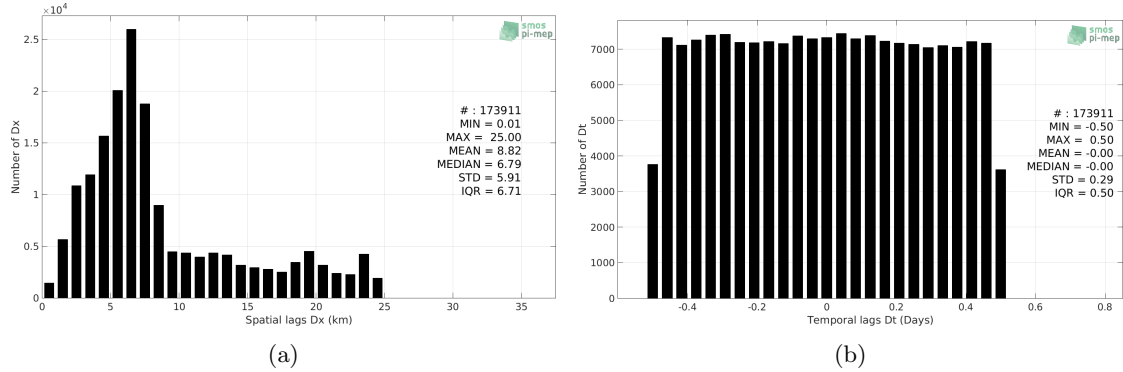 ×10⁴
2.5
2
1.5
1
0.5
0
Number of Dx
0 5 10 15 20 25 30 35
Spatial lags Dx (km)
smos
pi-mep
# : 173911
MIN = 0.01
MAX = 25.00
MEAN = 8.82
MEDIAN = 6.79
STD = 5.91
IQR = 6.71
(a)
7000
6000
5000
4000
3000
2000
1000
0
Number of Dt
-0.4 -0.2 0 0.2 0.4 0.6 0.8
Temporal lags Dt (Days)
smos
pi-mep
# : 173911
MIN = -0.50
MAX = 0.50
MEAN = -0.00
MEDIAN = -0.00
STD = 0.29
IQR = 0.50
(b)